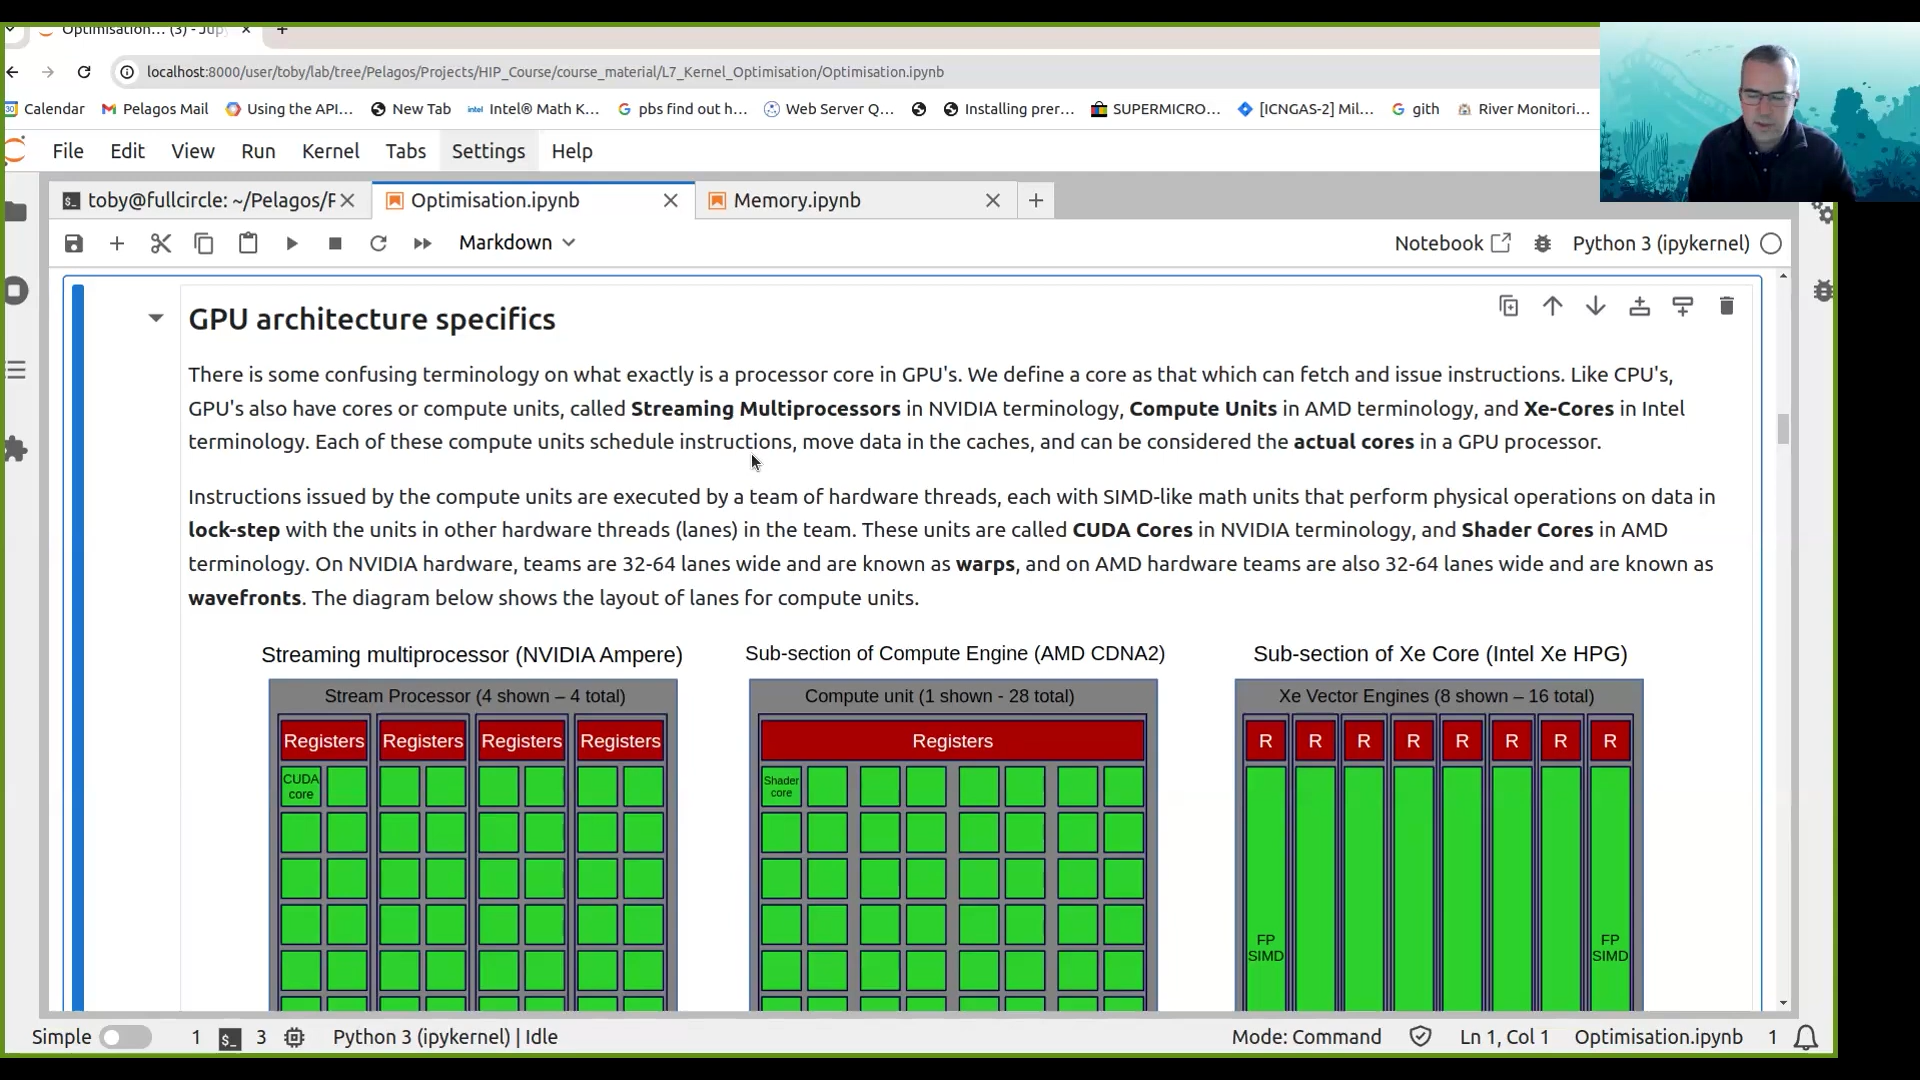 Optimisation… (3) - Jup
localhost:8000/user/toby/lab/tree/Pelagos/Projects/HIP_Course/course_material/L7_Kernel_Optimisation/Optimisation.ipynb
Calendar Pelagos Mail Using the API… New Tab intel Intel® Math K… pbs find out h… Web Server Q… Installing prer… SUPERMICRO… [ICNGAS-2] Mil… gith River Monitori…
File Edit View Run Kernel Tabs Settings Help
toby@fullcircle: ~/Pelagos/F Optimisation.ipynb Memory.ipynb
Markdown Notebook Python 3 (ipykernel)
GPU architecture specifics
There is some confusing terminology on what exactly is a processor core in GPU's. We define a core as that which can fetch and issue instructions. Like CPU's,
GPU's also have cores or compute units, called Streaming Multiprocessors in NVIDIA terminology, Compute Units in AMD terminology, and Xe-Cores in Intel
terminology. Each of these compute units schedule instructions, move data in the caches, and can be considered the actual cores in a GPU processor.
Instructions issued by the compute units are executed by a team of hardware threads, each with SIMD-like math units that perform physical operations on data in
lock-step with the units in other hardware threads (lanes) in the team. These units are called CUDA Cores in NVIDIA terminology, and Shader Cores in AMD
terminology. On NVIDIA hardware, teams are 32-64 lanes wide and are known as warps, and on AMD hardware teams are also 32-64 lanes wide and are known as
wavefronts. The diagram below shows the layout of lanes for compute units.
Streaming multiprocessor (NVIDIA Ampere) Sub-section of Compute Engine (AMD CDNA2) Sub-section of Xe Core (Intel Xe HPG)
Stream Processor (4 shown – 4 total) Compute unit (1 shown - 28 total) Xe Vector Engines (8 shown – 16 total)
Registers Registers Registers Registers Registers R R R R R R R R
CUDA core Shader core
FP SIMD FP SIMD
Simple 1 3 Python 3 (ipykernel) | Idle Mode: Command Ln 1, Col 1 Optimisation.ipynb 1